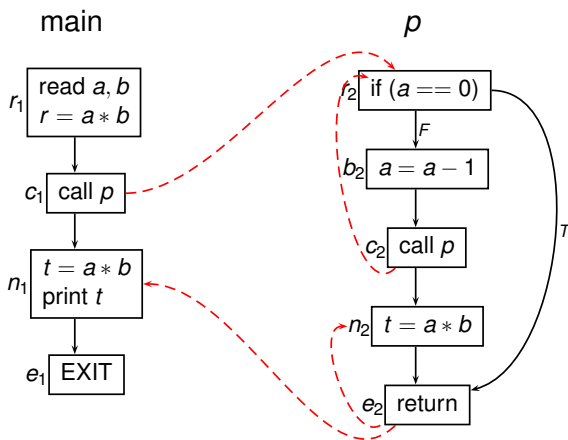 main
r1
read a, b
r = a ∗ b
c1
call p
n1
t = a ∗ b
print t
e1
EXIT
p
r2
if (a == 0)
F
b2
a = a − 1
T
c2
call p
n2
t = a ∗ b
e2
return